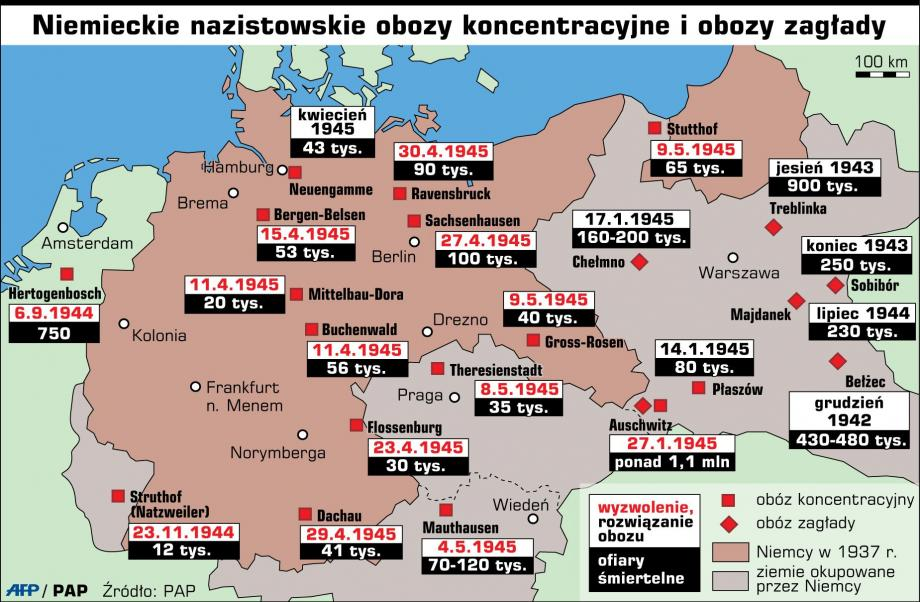 Niemieckie nazistowskie obozy koncentracyjne i obozy zagłady
100 km
kwiecień
1945
43 tys.
Hamburg
Neuengamme
Brema
30.4.1945
90 tys.
Ravensbruck
Stutthof
9.5.1945
65 tys.
jesień 1943
900 tys.
Treblinka
Bergen-Belsen
15.4.1945
53 tys.
Sachsenhausen
27.4.1945
100 tys.
Berlin
17.1.1945
160-200 tys.
Chełmno
Warszawa
koniec 1943
250 tys.
Sobibór
Amsterdam
Hertogenbosch
6.9.1944
750
11.4.1945
20 tys.
Mittelbau-Dora
9.5.1945
40 tys.
Gross-Rosen
Majdanek
lipiec 1944
230 tys.
Kolonia
Buchenwald
11.4.1945
56 tys.
Drezno
14.1.1945
80 tys.
Płaszów
Bełżec
grudzień
1942
430-480 tys.
Frankfurt
n. Menem
Theresienstadt
8.5.1945
35 tys.
Praga
Auschwitz
27.1.1945
ponad 1,1 mln
Norymberga
Flossenburg
23.4.1945
30 tys.
Struthof
(Natzweiler)
23.11.1944
12 tys.
Dachau
29.4.1945
41 tys.
Mauthausen
4.5.1945
70-120 tys.
Wiedeń
wyzwolenie,
rozwiązanie
obozu
ofiary
śmiertelne
obóz koncentracyjny
obóz zagłady
Niemcy w 1937 r.
ziemie okupowane
przez Niemcy
AFP / PAP Źródło: PAP